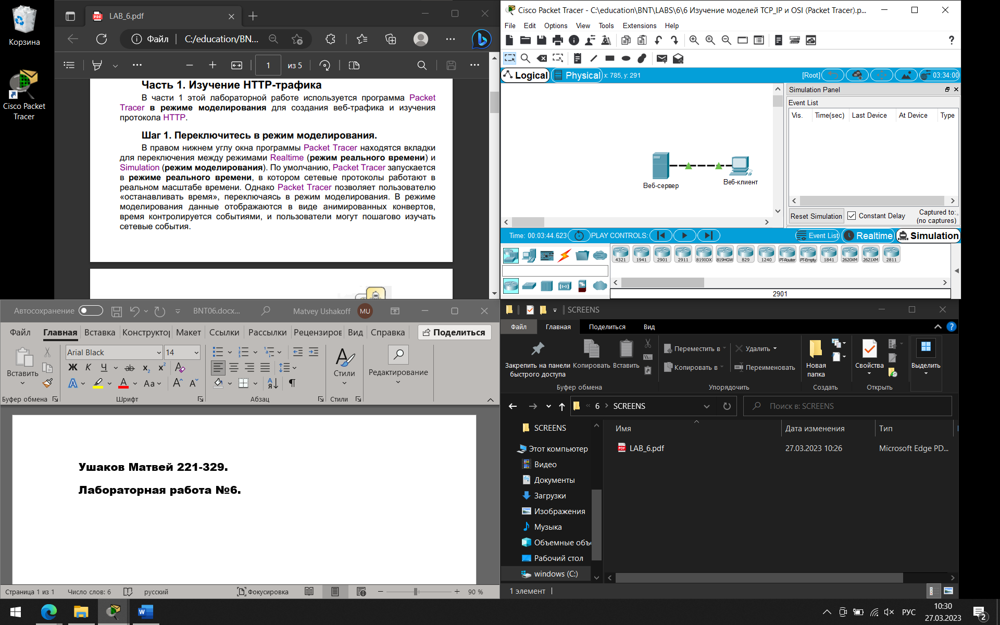 Корзина
Cisco Packet
Tracer
LAB_6.pdf
Файл
C:/education/BN...
1
из 5
Часть 1. Изучение HTTP-трафика
В части 1 этой лабораторной работе используется программа Packet
Tracer в режиме моделирования для создания веб-трафика и изучения
протокола HTTP.
Шаг 1. Переключитесь в режим моделирования.
В правом нижнем углу окна программы Packet Tracer находятся вкладки
для переключения между режимами Realtime (режим реального времени) и
Simulation (режим моделирования). По умолчанию, Packet Tracer запускается
в режиме реального времени, в котором сетевые протоколы работают в
реальном масштабе времени. Однако Packet Tracer позволяет пользователю
«останавливать время», переключаясь в режим моделирования. В режиме
моделирования данные отображаются в виде анимированных конвертов,
время контролируется событиями, и пользователи могут пошагово изучать
сетевые события.
Cisco Packet Tracer - C:\education\BNT\LABS\6\6 Изучение моделей TCP_IP и OSI (Packet Tracer).p...
File Edit Options View Tools Extensions Help
?
Logical Physical x: 785, y: 291
[Root] 03:34:00
Веб-сервер
Веб-клиент
Simulation Panel
Event List
Vis. Time(sec) Last Device At Device Type
Reset Simulation Constant Delay
Captured to:
(no captures)
Time: 00:03:44.623 PLAY CONTROLS:
Event List Realtime Simulation
4321 1941 2901 2911 819IOX 819HGW 829 1240 PT-Router PT-Empty 1841 2620XM 2621XM 2811
2901
Автосохранение
BNT06.docx...
Matvey Ushakoff MU
Файл Главная Вставка Конструктор Макет Ссылки Рассылки Рецензиров Вид Справка Поделиться
Arial Black 14
Вставить
Ж К Ч ab x₂ x²
A A Aa A A
Стили
Редактирование
Буфер обмена Шрифт Абзац Стили
Ушаков Матвей 221-329.
Лабораторная работа №6.
Страница 1 из 1 Число слов: 6 русский Фокусировка 90 %
SCREENS
Файл Главная Поделиться Вид
Закрепить на панели
быстрого доступа
Копировать Вставить
Переместить в
Копировать в
Удалить
Переименовать
Новая
папка
Свойства
Выделить
Буфер обмена Упорядочить Создать Открыть
6 SCREENS
Поиск в: SCREENS
SCREENS
Этот компьютер
Видео
Документы
Загрузки
Изображения
Музыка
Объемные объе
Рабочий стол
windows (C:)
Имя Дата изменения Тип
LAB_6.pdf 27.03.2023 10:26 Microsoft Edge PD...
1 элемент
РУС
10:30
27.03.2023
2